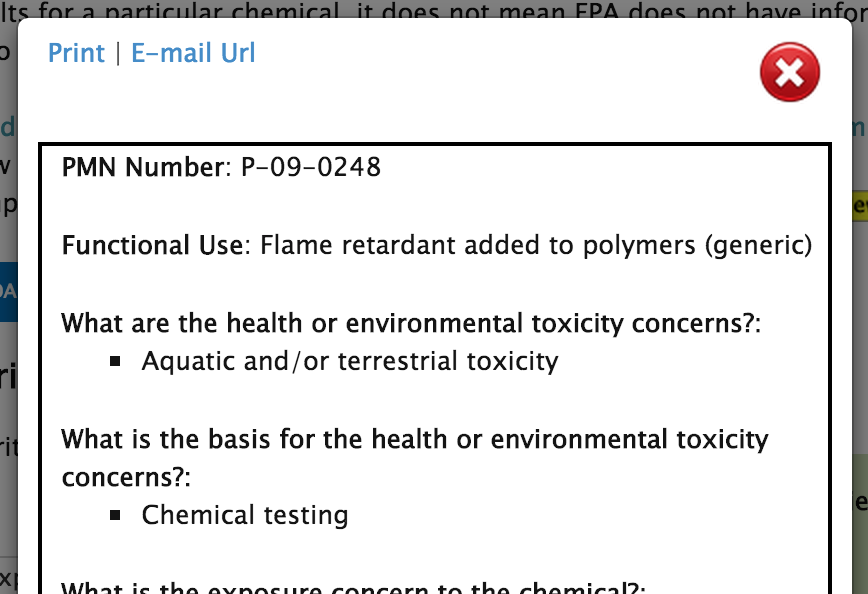 lts for a particular chemical, it does not mean EPA does not have infor
Print | E-mail Url
PMN Number: P-09-0248
Functional Use: Flame retardant added to polymers (generic)
What are the health or environmental toxicity concerns?:
▪ Aquatic and/or terrestrial toxicity
What is the basis for the health or environmental toxicity
concerns?:
▪ Chemical testing
What is the exposure concern to the chemical?: